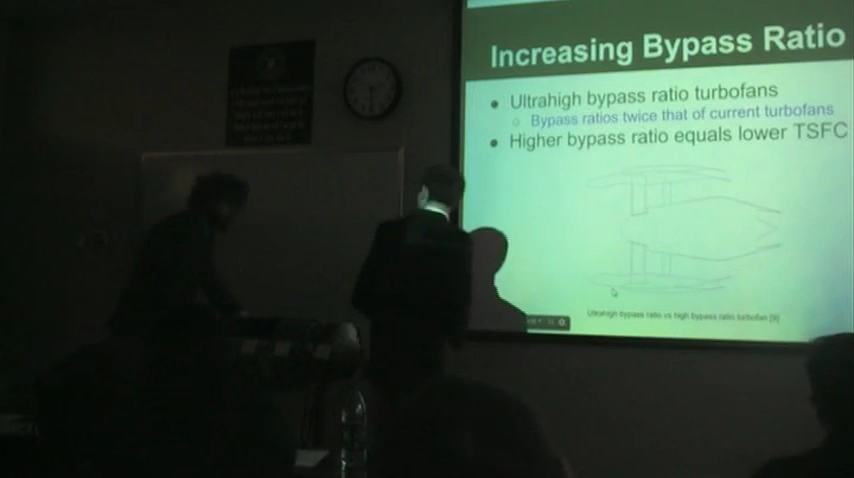 Increasing Bypass Ratio
● Ultrahigh bypass ratio turbofans
○ Bypass ratios twice that of current turbofans
● Higher bypass ratio equals lower TSFC
Ultrahigh bypass ratio vs high bypass ratio turbofan [9]